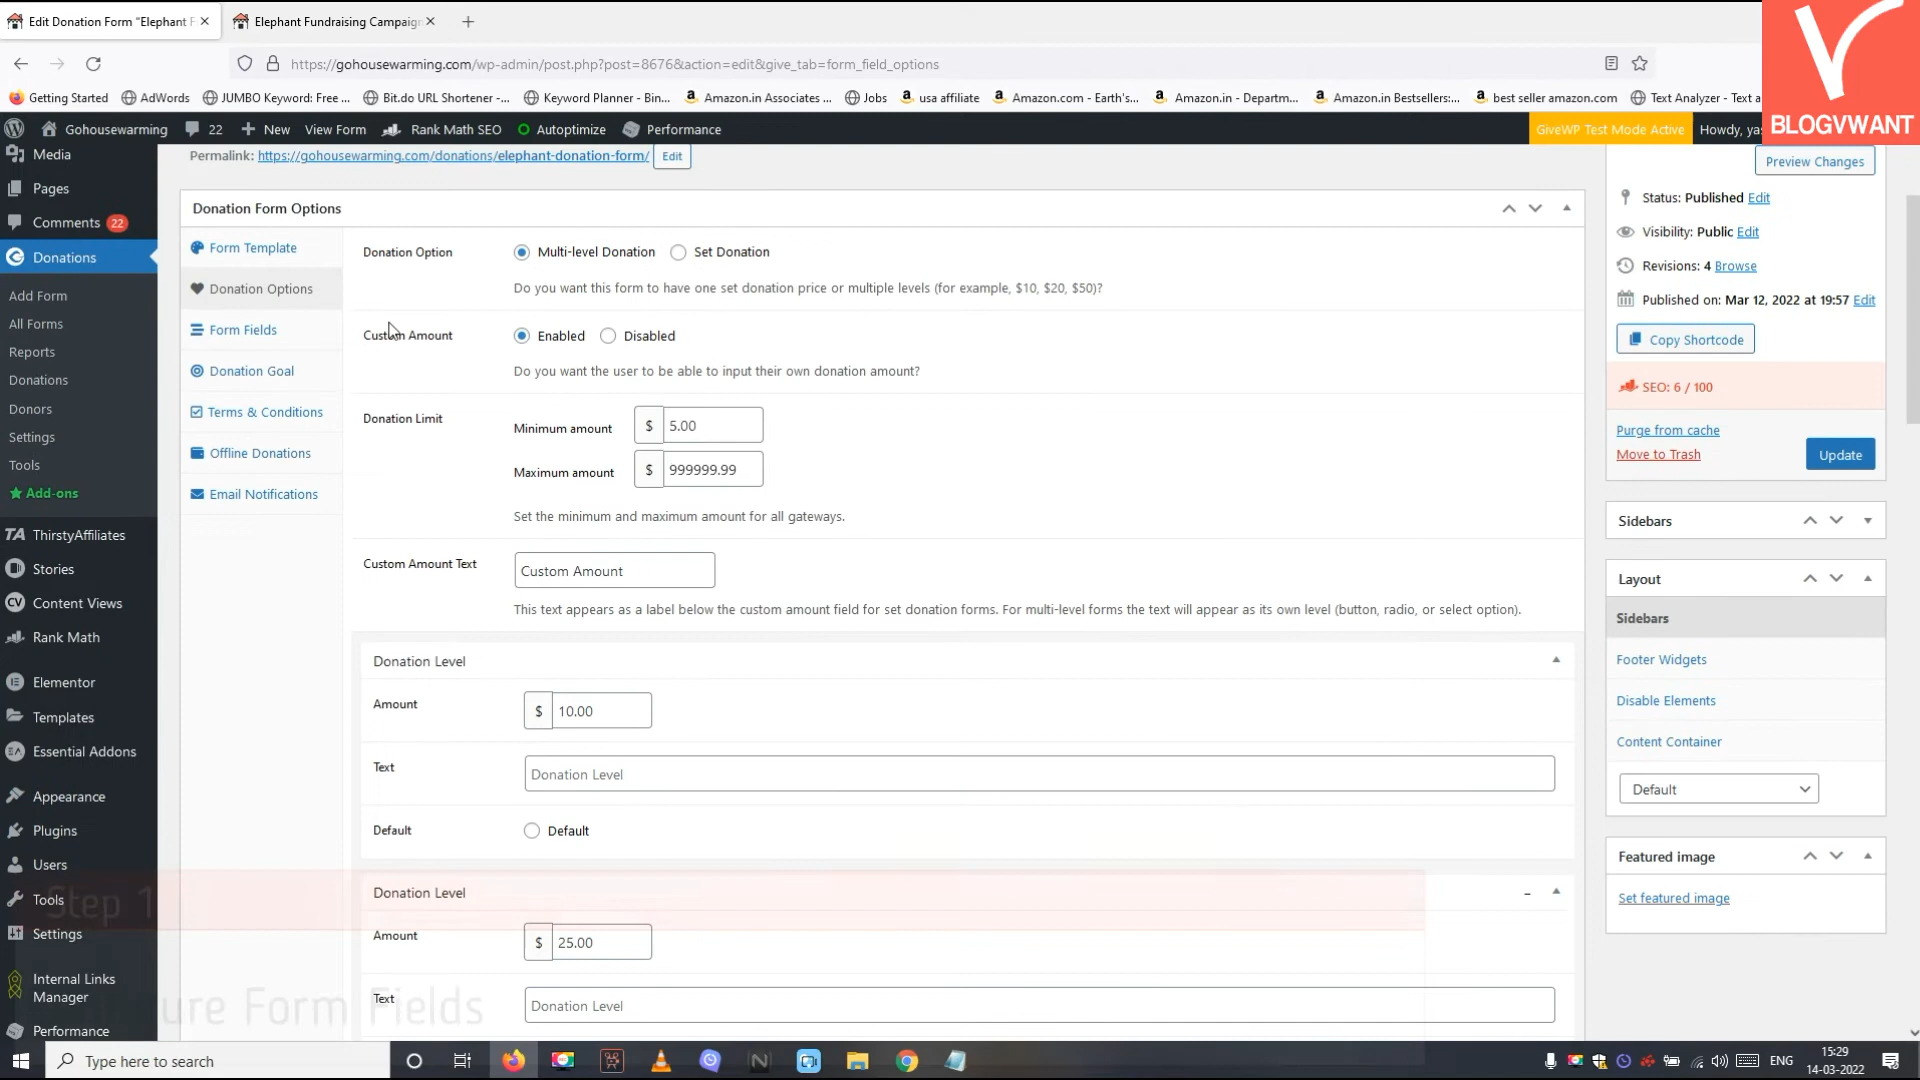 Edit Donation Form "Elephant F
Elephant Fundraising Campaign
https://gohousewarming.com/wp-admin/post.php?post=8676&action=edit&give_tab=form_field_options
Getting Started
AdWords
JUMBO Keyword: Free ...
Bit.do URL Shortener -...
Keyword Planner - Bin...
Amazon.in Associates ...
Jobs
usa affiliate
Amazon.com - Earth's...
Amazon.in - Departm...
Amazon.in Bestsellers:...
best seller amazon.com
Text Analyzer - Text a
BLOGVWANT
Gohousewarming
22
New
View Form
Rank Math SEO
Autoptimize
Performance
GiveWP Test Mode Active
Howdy, yas
Media
Pages
Comments 22
Donations
Add Form
All Forms
Reports
Donations
Donors
Settings
Tools
Add-ons
ThirstyAffiliates
Stories
Content Views
Rank Math
Elementor
Templates
Essential Addons
Appearance
Plugins
Users
Tools
Settings
Internal Links
Manager
Performance
Permalink: https://gohousewarming.com/donations/elephant-donation-form/ Edit
Donation Form Options
Form Template
Donation Options
Form Fields
Donation Goal
Terms & Conditions
Offline Donations
Email Notifications
Donation Option
Multi-level Donation
Set Donation
Do you want this form to have one set donation price or multiple levels (for example, $10, $20, $50)?
Custom Amount
Enabled
Disabled
Do you want the user to be able to input their own donation amount?
Donation Limit
Minimum amount $ 5.00
Maximum amount $ 999999.99
Set the minimum and maximum amount for all gateways.
Custom Amount Text
Custom Amount
This text appears as a label below the custom amount field for set donation forms. For multi-level forms the text will appear as its own level (button, radio, or select option).
Donation Level
Amount
$ 10.00
Text
Donation Level
Default
Default
Donation Level
Amount
$ 25.00
Text
Donation Level
Step 1
ure Form Fields
Preview Changes
Status: Published Edit
Visibility: Public Edit
Revisions: 4 Browse
Published on: Mar 12, 2022 at 19:57 Edit
Copy Shortcode
SEO: 6 / 100
Purge from cache
Move to Trash
Update
Sidebars
Layout
Sidebars
Footer Widgets
Disable Elements
Content Container
Default
Featured image
Set featured image
Type here to search
ENG
15:29
14-03-2022